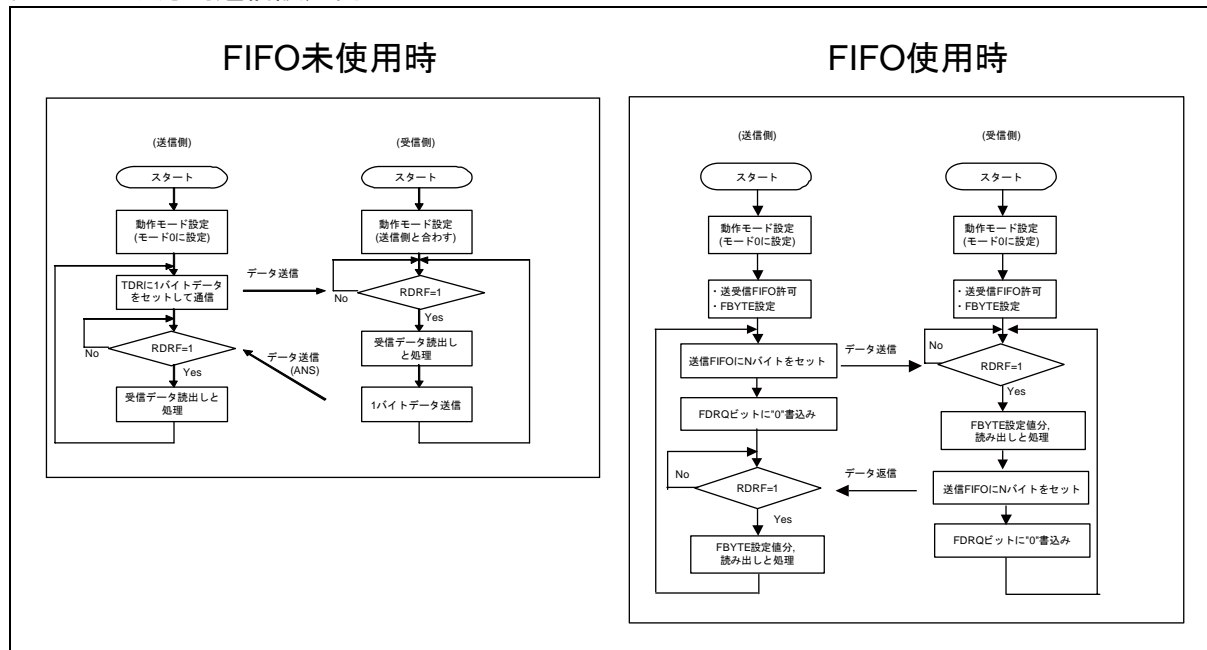 FIFO未使用時
(送信側)
スタート
動作モード設定
(モード0に設定)
TDRに1バイトデータ
をセットして通信
RDRF=1
No
Yes
受信データ読出しと
処理
データ送信
データ送信
(ANS)
(受信側)
スタート
動作モード設定
(送信側と合わす)
RDRF=1
No
Yes
受信データ読出し
と処理
1バイトデータ送信
FIFO使用時
(送信側)
スタート
動作モード設定
(モード0に設定)
・送受信FIFO許可
・FBYTE設定
送信FIFOにNバイトをセット
FDRQビットに"0"書込み
RDRF=1
No
Yes
FBYTE設定値分,
読み出しと処理
データ送信
データ返信
(受信側)
スタート
動作モード設定
(モード0に設定)
・送受信FIFO許可
・FBYTE設定
RDRF=1
No
Yes
FBYTE設定値分,
読み出しと処理
送信FIFOにNバイトをセット
FDRQビットに"0"書込み